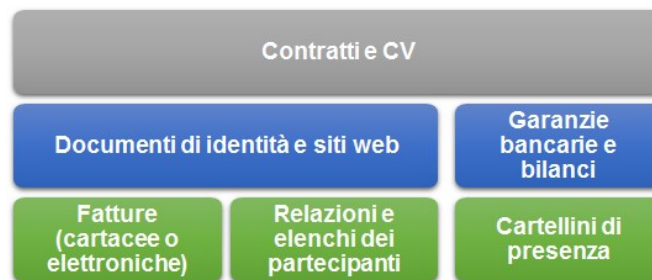 Contratti e CV
Documenti di identità e siti web
Garanzie
bancarie e
bilanci
Fatture
(cartacee o
elettroniche)
Relazioni e
elenchi dei
partecipanti
Cartellini di
presenza